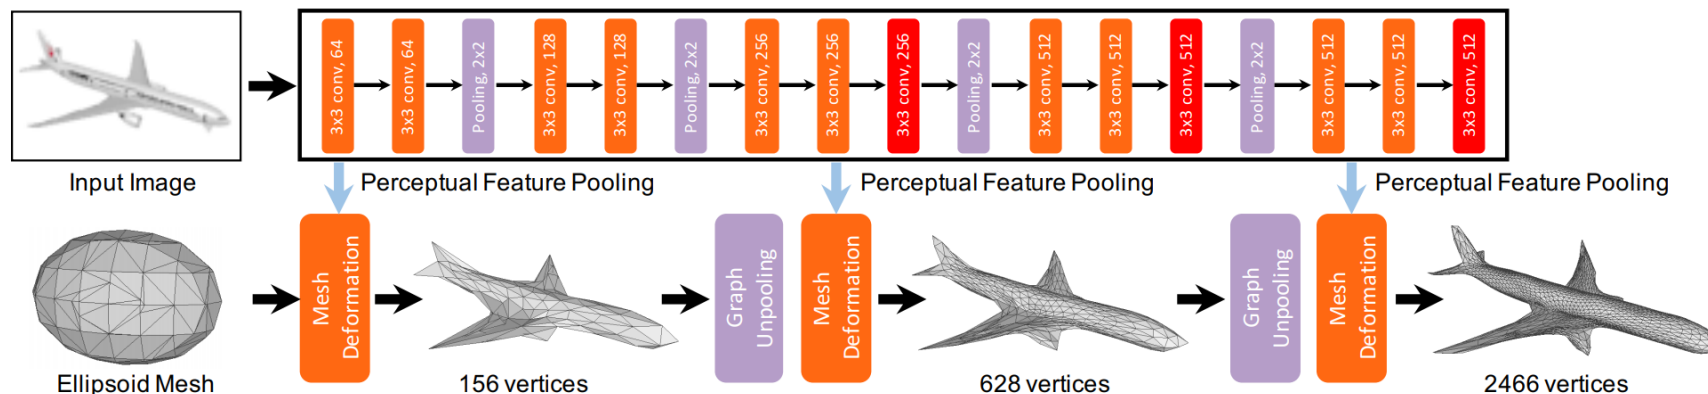 3x3 conv, 64
3x3 conv, 64
Pooling, 2x2
3x3 conv, 128
3x3 conv, 128
Pooling, 2x2
3x3 conv, 256
3x3 conv, 256
3x3 conv, 256
Pooling, 2x2
3x3 conv, 512
3x3 conv, 512
3x3 conv, 512
Pooling, 2x2
3x3 conv, 512
3x3 conv, 512
3x3 conv, 512
Input Image
Perceptual Feature Pooling
Perceptual Feature Pooling
Perceptual Feature Pooling
Mesh
Deformation
Graph
Unpooling
Mesh
Deformation
Graph
Unpooling
Mesh
Deformation
Ellipsoid Mesh
156 vertices
628 vertices
2466 vertices